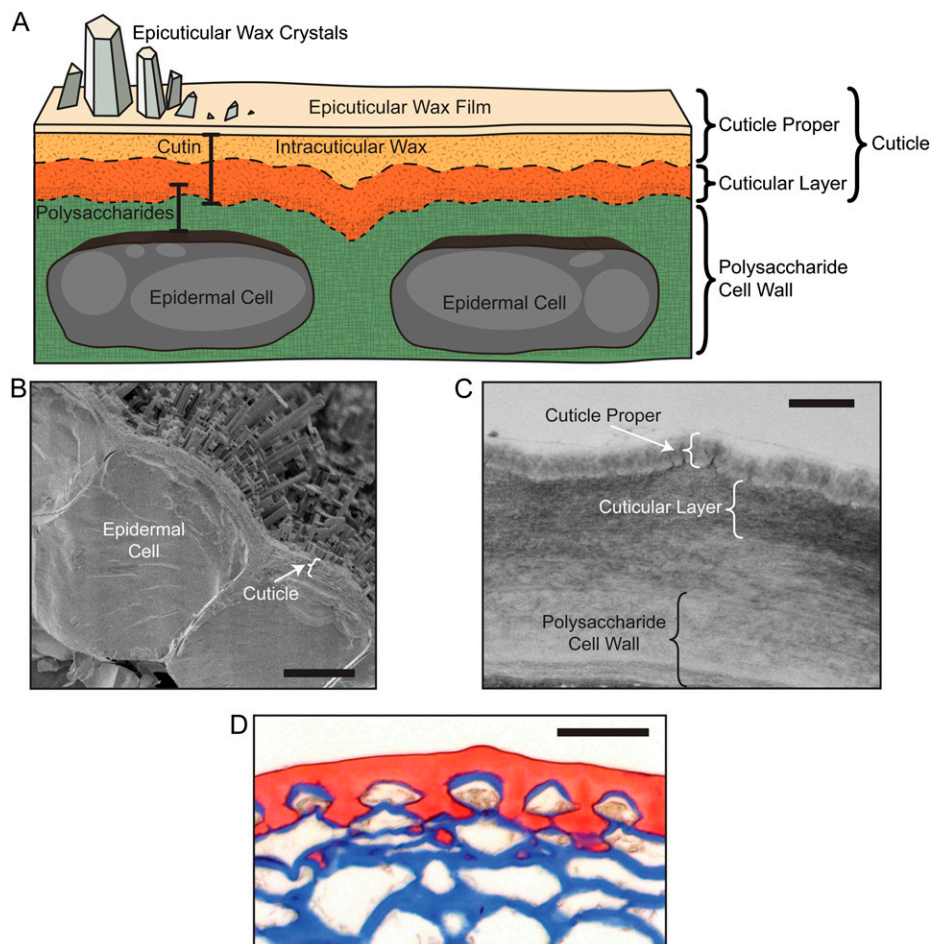 A
Epicuticular Wax Crystals
Epicuticular Wax Film
Cutin
Intracuticular Wax
Polysaccharides
Epidermal Cell
Epidermal Cell
Cuticle Proper
Cuticular Layer
Cuticle
Polysaccharide
Cell Wall
B
Epidermal
Cell
Cuticle
C
Cuticle Proper
Cuticular Layer
Polysaccharide
Cell Wall
D